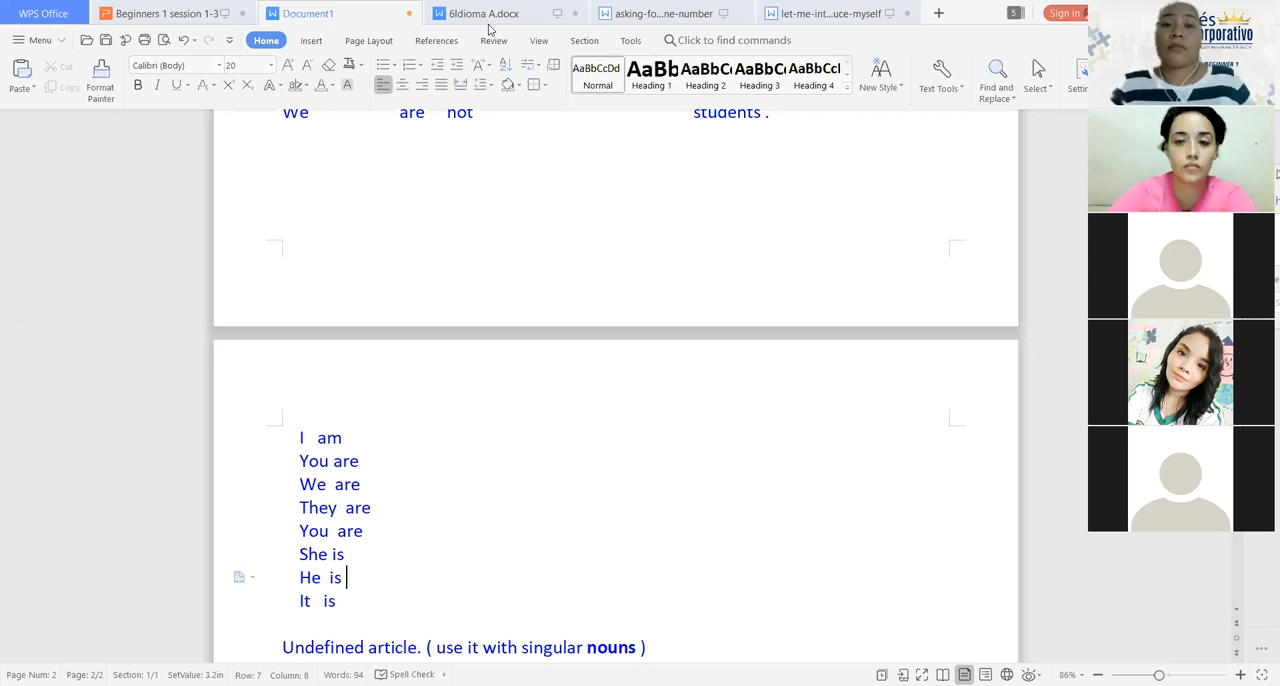 WPS Office Beginners 1 session 1-3 Document1 6Idioma A.docx asking-fo...ne-number let-me-int...uce-myself + 5 Sign in
Menu Home Insert Page Layout References Review View Section Tools Click to find commands
Paste Cut Copy Format Painter Calibri (Body) 20 AaBbCcDd Normal AaBb Heading 1 AaBbC Heading 2 AaBbC Heading 3 AaBbCcl Heading 4 New Style Text Tools Find and Replace Select
orporativo
We are not students .
I am
You are
We are
They are
You are
She is
He is
It is
Undefined article. ( use it with singular nouns )
Page Num: 2 Page: 2/2 Section: 1/1 SetValue: 3.2in Row: 7 Column: 8 Words: 94 Spell Check 86%